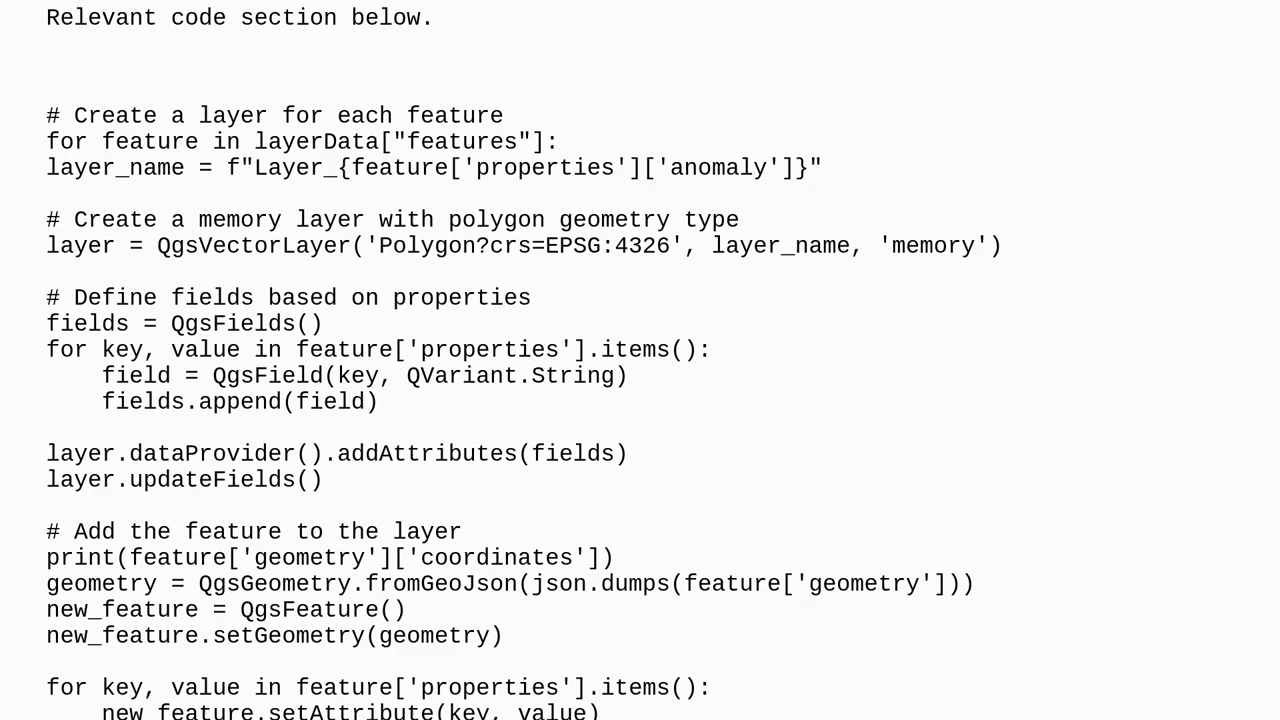 Relevant code section below.
# Create a layer for each feature
for feature in layerData["features"]:
layer_name = f"Layer_{feature['properties']['anomaly']}"
# Create a memory layer with polygon geometry type
layer = QgsVectorLayer('Polygon?crs=EPSG:4326', layer_name, 'memory')
# Define fields based on properties
fields = QgsFields()
for key, value in feature['properties'].items():
    field = QgsField(key, QVariant.String)
    fields.append(field)
layer.dataProvider().addAttributes(fields)
layer.updateFields()
# Add the feature to the layer
print(feature['geometry']['coordinates'])
geometry = QgsGeometry.fromGeoJson(json.dumps(feature['geometry']))
new_feature = QgsFeature()
new_feature.setGeometry(geometry)
for key, value in feature['properties'].items():
    new_feature.setAttribute(key, value)